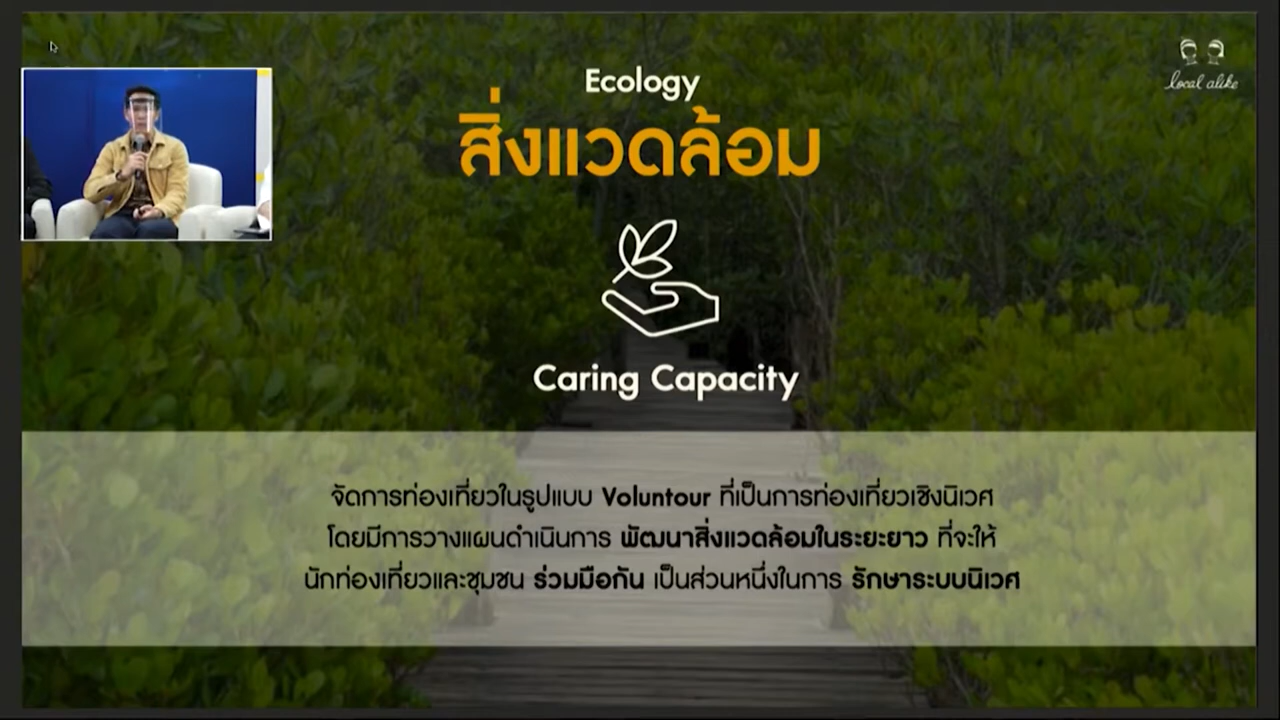 local alike
Ecology
สิ่งแวดล้อม
Caring Capacity
จัดการท่องเที่ยวในรูปแบบ Voluntour ที่เป็นการท่องเที่ยวเชิงนิเวศ
โดยมีการวางแผนดำเนินการ พัฒนาสิ่งแวดล้อมในระยะยาว ที่จะให้
นักท่องเที่ยวและชุมชน ร่วมมือกัน เป็นส่วนหนึ่งในการ รักษาระบบนิเวศ